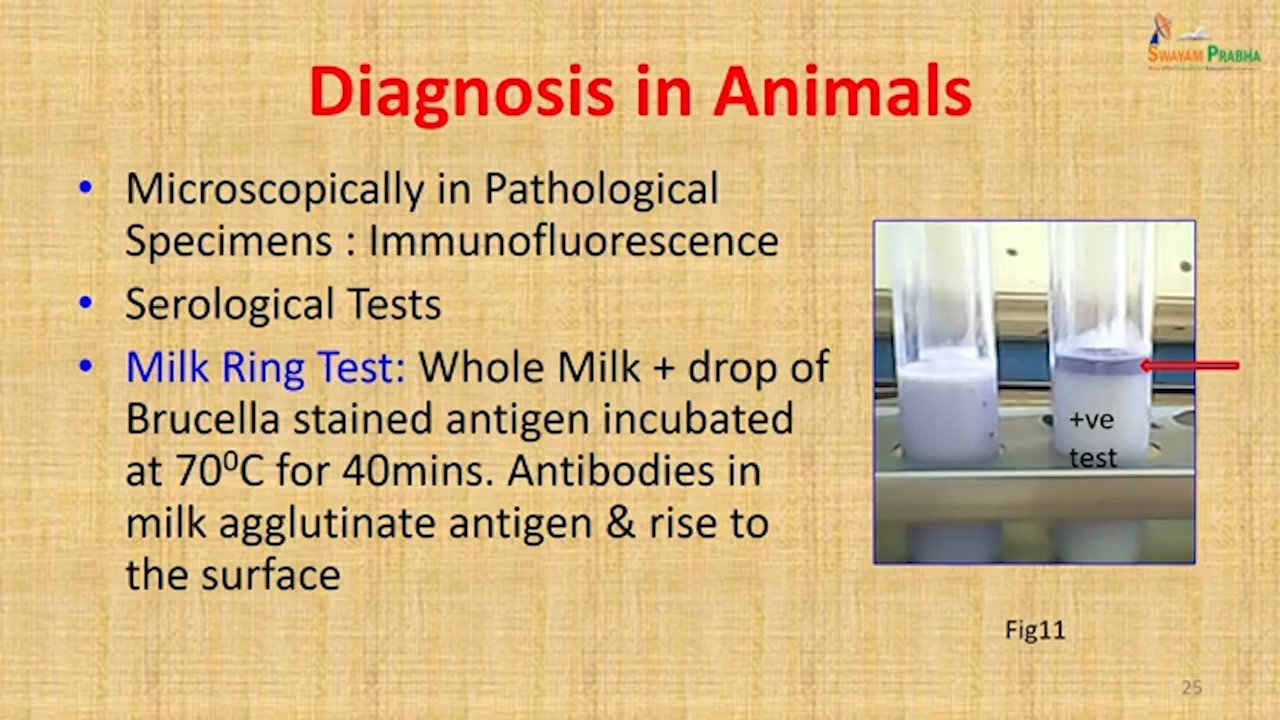 SWAYAM PRABHA
Diagnosis in Animals
• Microscopically in Pathological
Specimens : Immunofluorescence
• Serological Tests
• Milk Ring Test: Whole Milk + drop of
Brucella stained antigen incubated
at 70⁰C for 40mins. Antibodies in
milk agglutinate antigen & rise to
the surface
+ve
test
Fig11
25